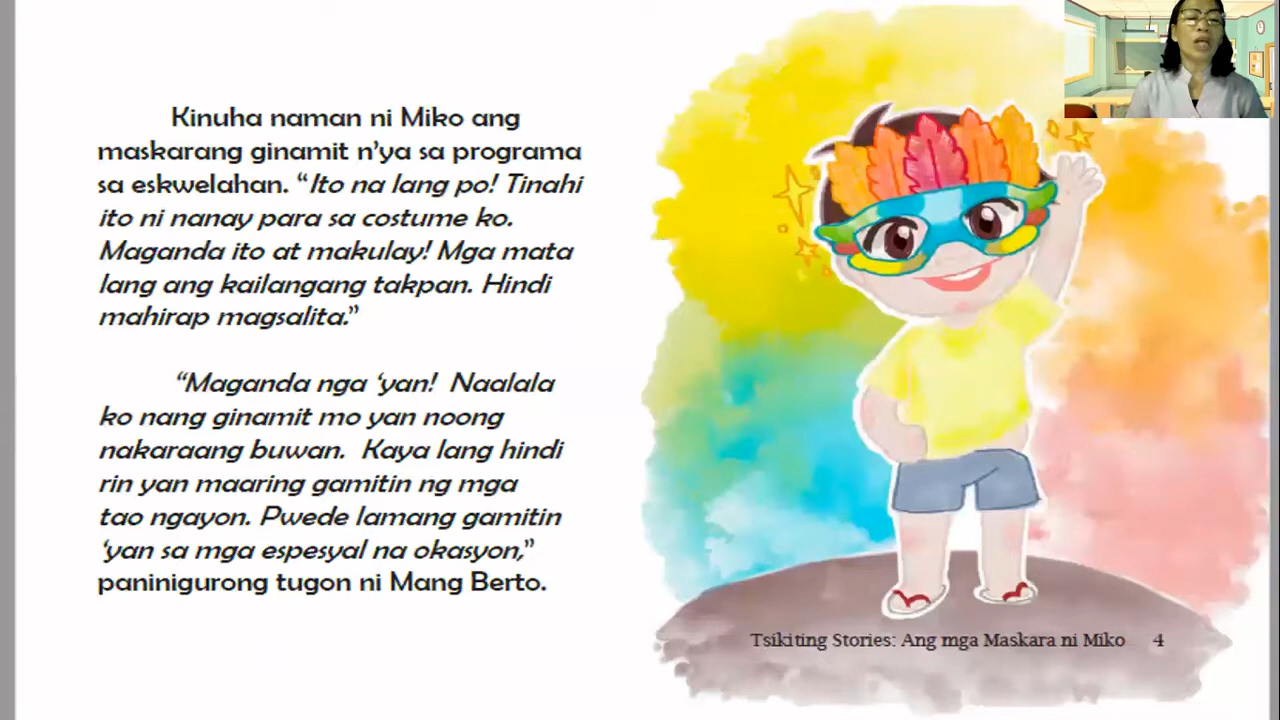 Kinuha naman ni Miko ang
maskarang ginamit n'ya sa programa
sa eskwelahan. “Ito na lang po! Tinahi
ito ni nanay para sa costume ko.
Maganda ito at makulay! Mga mata
lang ang kailangang takpan. Hindi
mahirap magsalita.”
“Maganda nga ‘yan! Naalala
ko nang ginamit mo yan noong
nakaraang buwan. Kaya lang hindi
rin yan maaring gamitin ng mga
tao ngayon. Pwede lamang gamitin
‘yan sa mga espesyal na okasyon,”
paninigurong tugon ni Mang Berto.
Tsikiting Stories: Ang mga Maskara ni Miko 4